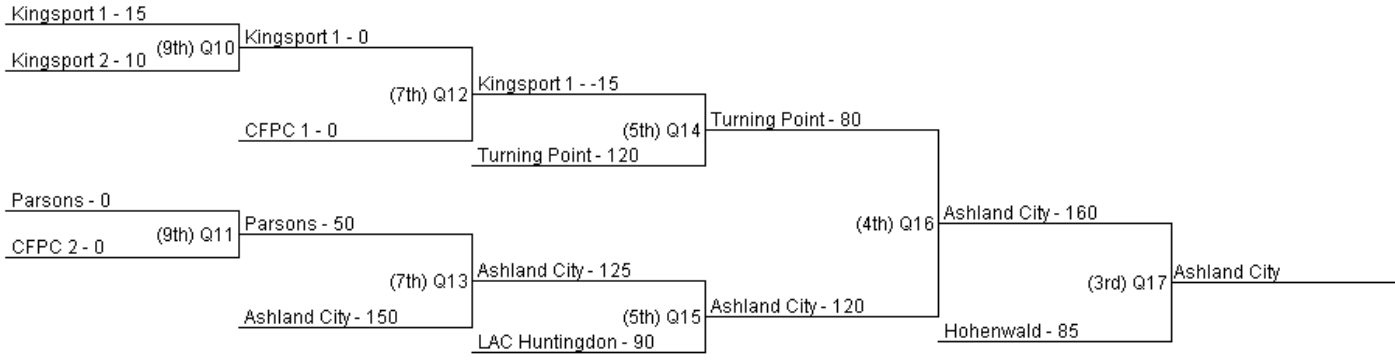 Kingsport 1 - 15
(9th) Q10
Kingsport 2 - 10
Kingsport 1 - 0
(7th) Q12
CFPC 1 - 0
Kingsport 1 - -15
(5th) Q14
Turning Point - 120
Turning Point - 80
Parsons - 0
(9th) Q11
CFPC 2 - 0
Parsons - 50
(7th) Q13
Ashland City - 150
Ashland City - 125
(5th) Q15
LAC Huntingdon - 90
Ashland City - 120
(4th) Q16
Ashland City - 160
(3rd) Q17
Hohenwald - 85
Ashland City